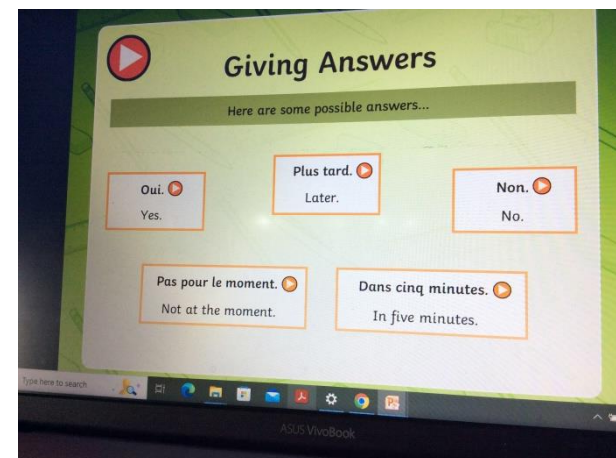 Giving Answers
Here are some possible answers...
Oui.
Yes.
Plus tard.
Later.
Non.
No.
Pas pour le moment.
Not at the moment.
Dans cinq minutes.
In five minutes.
Type here to search
PS
ASUS VivoBook